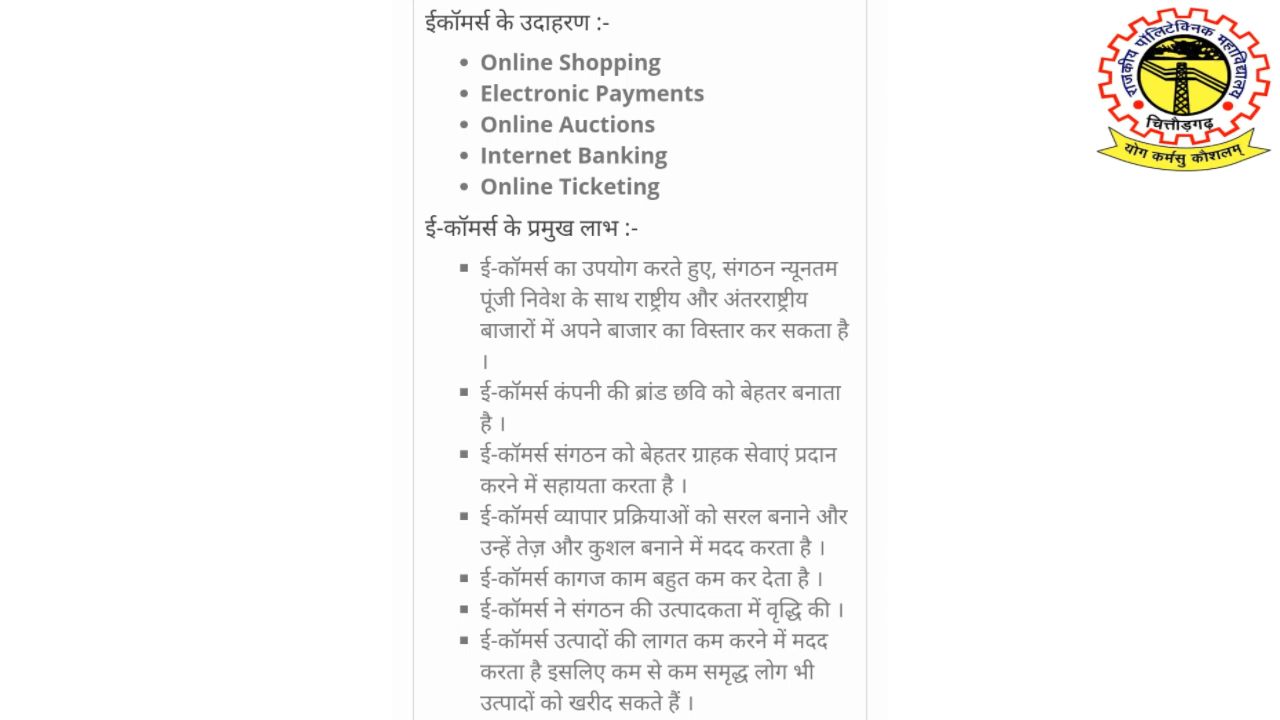 ईकॉमर्स के उदाहरण :-
• Online Shopping
• Electronic Payments
• Online Auctions
• Internet Banking
• Online Ticketing
ई-कॉमर्स के प्रमुख लाभ :-
▪ ई-कॉमर्स का उपयोग करते हुए, संगठन न्यूनतम
पूंजी निवेश के साथ राष्ट्रीय और अंतरराष्ट्रीय
बाजारों में अपने बाजार का विस्तार कर सकता है
।
▪ ई-कॉमर्स कंपनी की ब्रांड छवि को बेहतर बनाता
है ।
▪ ई-कॉमर्स संगठन को बेहतर ग्राहक सेवाएं प्रदान
करने में सहायता करता है ।
▪ ई-कॉमर्स व्यापार प्रक्रियाओं को सरल बनाने और
उन्हें तेज़ और कुशल बनाने में मदद करता है ।
▪ ई-कॉमर्स कागज काम बहुत कम कर देता है ।
▪ ई-कॉमर्स ने संगठन की उत्पादकता में वृद्धि की ।
▪ ई-कॉमर्स उत्पादों की लागत कम करने में मदद
करता है इसलिए कम से कम समृद्ध लोग भी
उत्पादों को खरीद सकते हैं ।
राजकीय पॉलिटेक्निक महाविद्यालय
चित्तौड़गढ़
योग कर्मसु कौशलम्